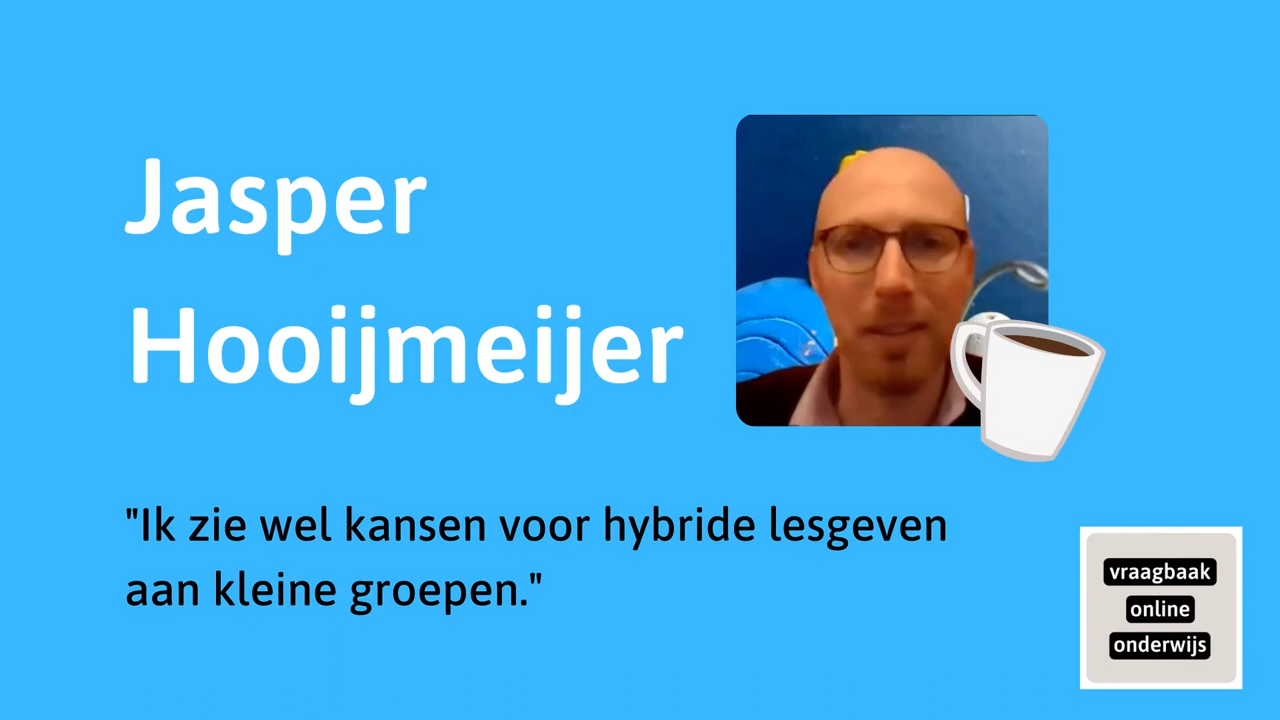 Jasper
Hooijmeijer
"Ik zie wel kansen voor hybride lesgeven
aan kleine groepen."
vraagbaak
online
onderwijs